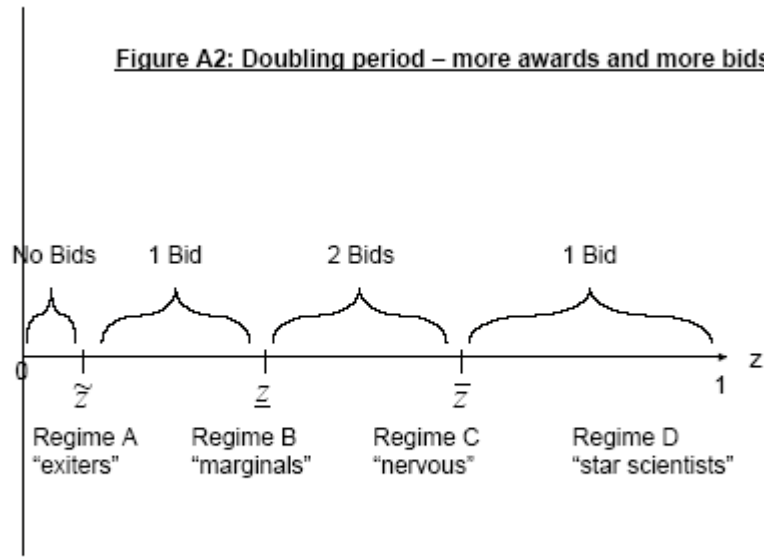 Figure A2: Doubling period – more awards and more bids
No Bids 1 Bid 2 Bids 1 Bid
0 z̃ z̲ z̄ 1 z
Regime A Regime B Regime C Regime D
“exiters” “marginals” “nervous” “star scientists”